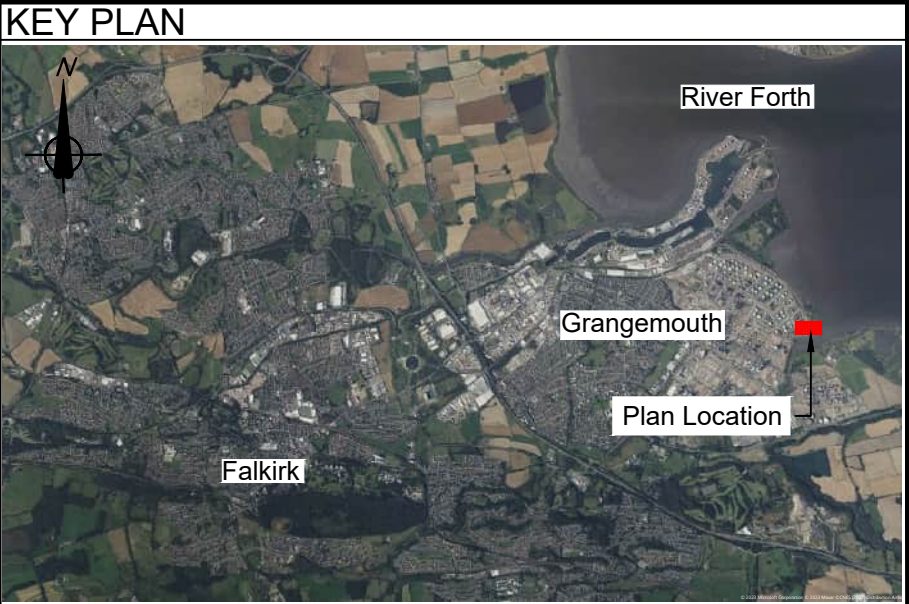 KEY PLAN
N
River Forth
Grangemouth
Plan Location
Falkirk